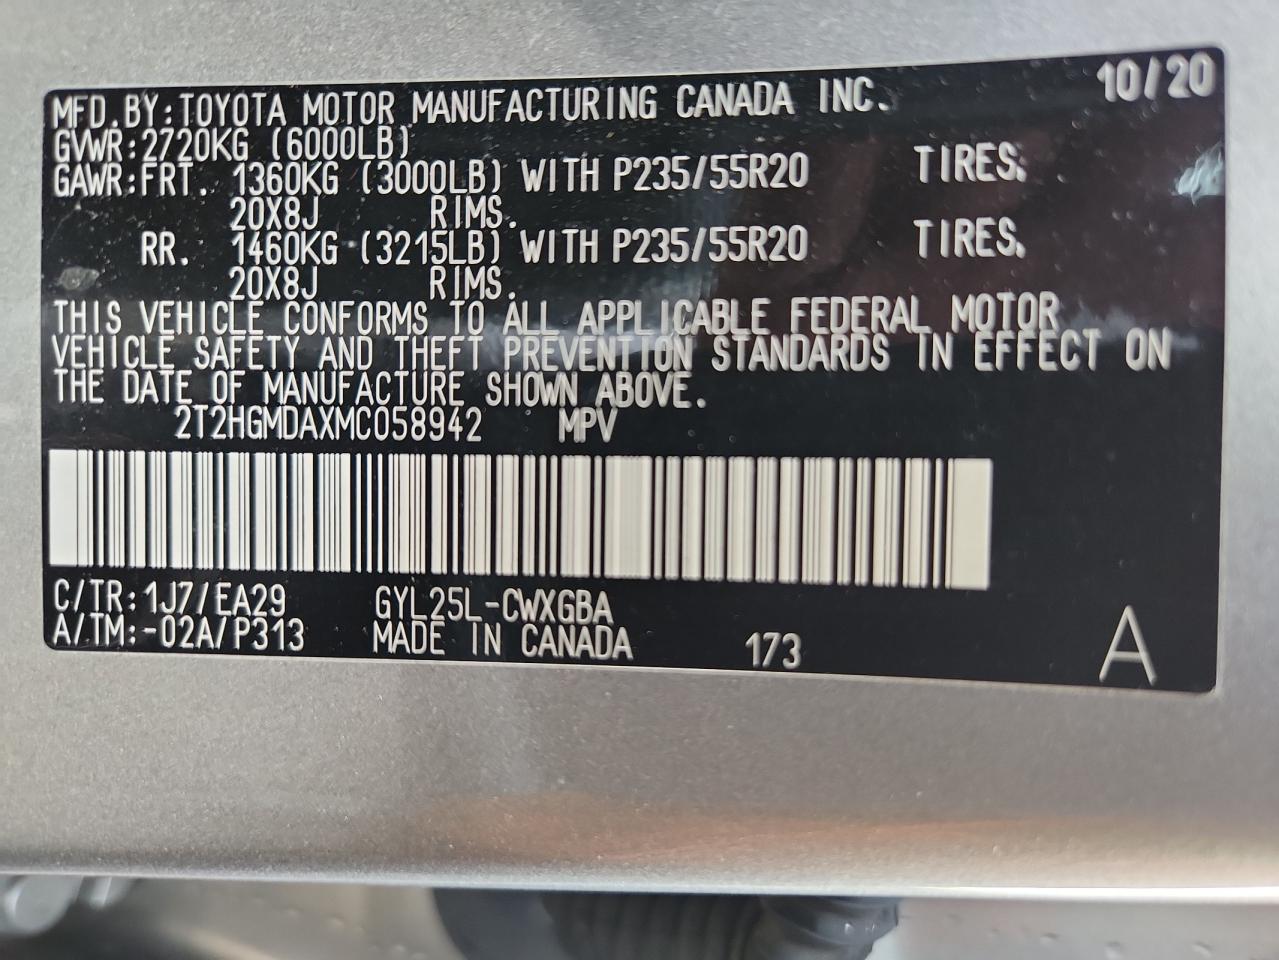 10/20
MFD.BY:TOYOTA MOTOR MANUFACTURING CANADA INC.
GVWR:2720KG (6000LB)
GAWR:FRT. 1360KG (3000LB) WITH P235/55R20 TIRES.
20X8J RIMS.
RR. 1460KG (3215LB) WITH P235/55R20 TIRES.
20X8J RIMS.
THIS VEHICLE CONFORMS TO ALL APPLICABLE FEDERAL MOTOR
VEHICLE SAFETY AND THEFT PREVENTION STANDARDS IN EFFECT ON
THE DATE OF MANUFACTURE SHOWN ABOVE.
2T2HGMDAXMC058942 MPV
C/TR:1J7/EA29 GYL25L-CWXGBA
A/TM:-02A/P313 MADE IN CANADA 173 A